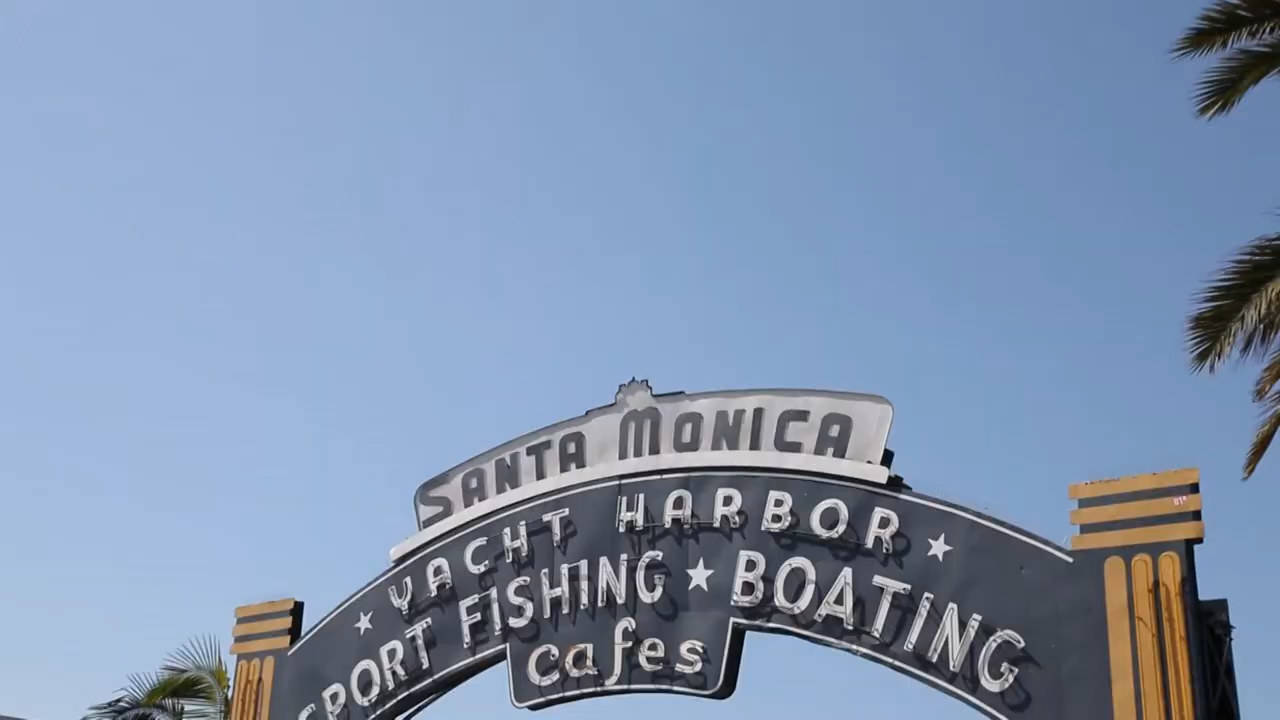 SANTA MONICA
YACHT HARBOR
SPORT FISHING ★ BOATING
cafes